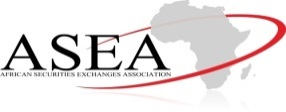 ASEA
AFRICAN SECURITIES EXCHANGES ASSOCIATION